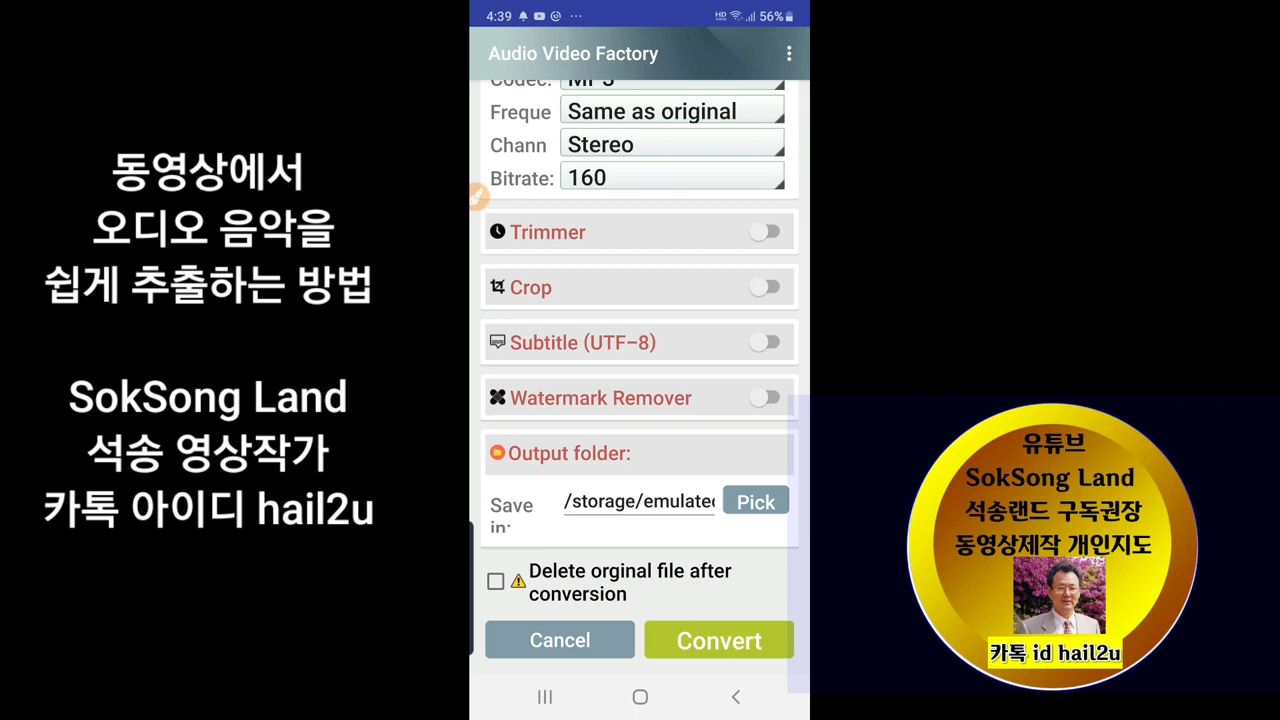 동영상에서
오디오 음악을
쉽게 추출하는 방법
SokSong Land
석송 영상작가
카톡 아이디 hail2u
4:39 HD 56%
Audio Video Factory
Codec: MP3
Freque Same as original
Chann Stereo
Bitrate: 160
Trimmer
Crop
Subtitle (UTF-8)
Watermark Remover
Output folder:
Save in: /storage/emulated Pick
Delete orginal file after
conversion
Cancel Convert
유튜브
SokSong Land
석송랜드 구독권장
동영상제작 개인지도
카톡 id hail2u